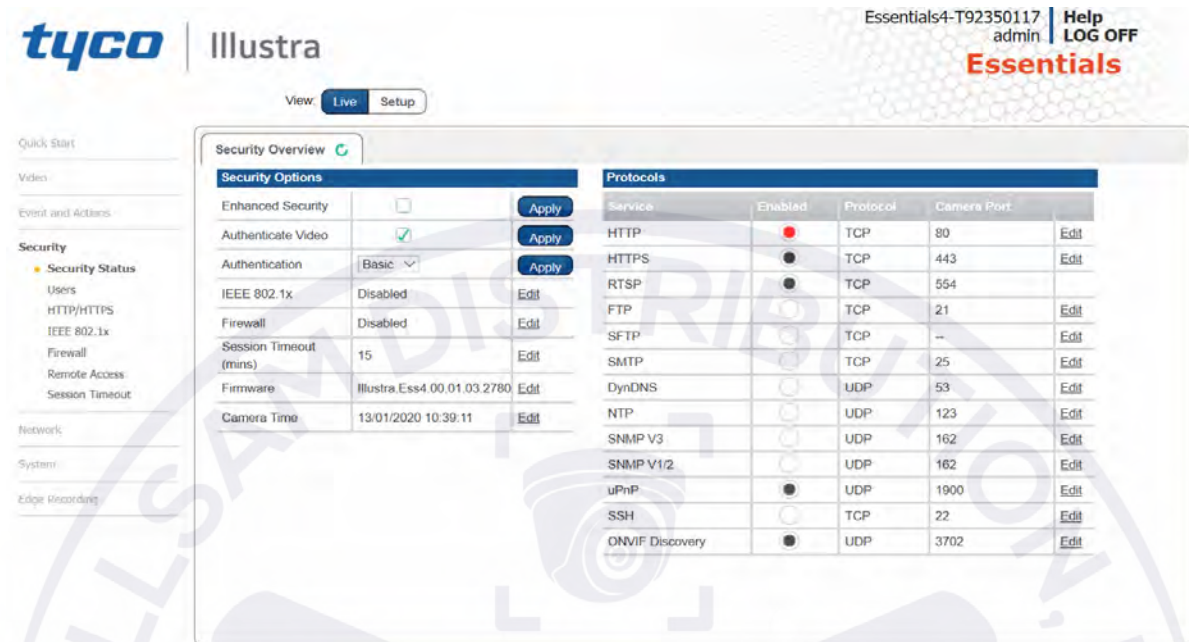 tyco Illustra
Essentials4-T92350117 Help
admin LOG OFF
Essentials
View: Live Setup
Quick Start
Video
Event and Actions
Security
Security Status
Users
HTTP/HTTPS
IEEE 802.1x
Firewall
Remote Access
Session Timeout
Network
System
Edge Recording
Security Overview
Security Options
Enhanced Security Apply
Authenticate Video Apply
Authentication Basic Apply
IEEE 802.1x Disabled Edit
Firewall Disabled Edit
Session Timeout
(mins) 15 Edit
Firmware Illustra.Ess4.00.01.03.2780 Edit
Camera Time 13/01/2020 10:39:11 Edit
Protocols
Service Enabled Protocol Camera Port
HTTP TCP 80 Edit
HTTPS TCP 443 Edit
RTSP TCP 554
FTP TCP 21 Edit
SFTP TCP -- Edit
SMTP TCP 25 Edit
DynDNS UDP 53 Edit
NTP UDP 123 Edit
SNMP V3 UDP 162 Edit
SNMP V1/2 UDP 162 Edit
uPnP UDP 1900 Edit
SSH TCP 22 Edit
ONVIF Discovery UDP 3702 Edit